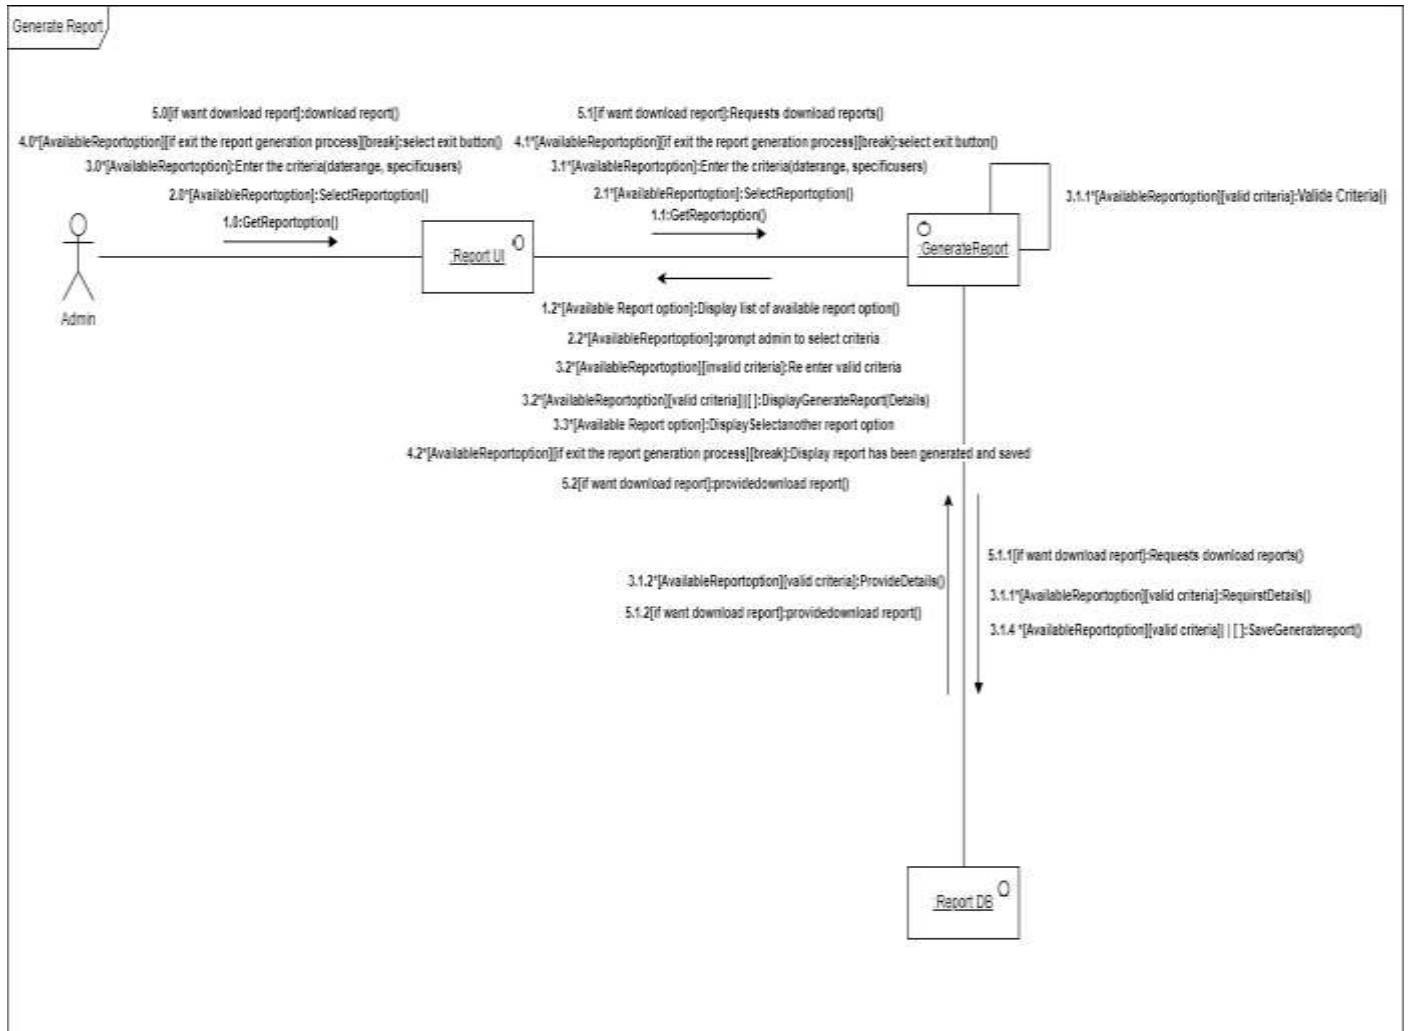 Generate Report
5.0[if want download report]:download report()
4.0*[AvailableReportoption][if exit the report generation process][break]:select exit button()
3.0*[AvailableReportoption]:Enter the criteria(daterange, specificusers)
2.0*[AvailableReportoption]:SelectReportoption()
1.0:GetReportoption()
5.1[if want download report]:Requests download reports()
4.1*[AvailableReportoption][if exit the report generation process][break]:select exit button()
3.1*[AvailableReportoption]:Enter the criteria(daterange, specificusers)
2.1*[AvailableReportoption]:SelectReportoption()
1.1:GetReportoption()
3.1.1*[AvailableReportoption][valid criteria]:Valide Criteria()
Admin
:Report UI
:GenerateReport
1.2*[Available Report option]:Display list of available report option()
2.2*[AvailableReportoption]:prompt admin to select criteria
3.2*[AvailableReportoption][invalid criteria]:Re enter valid criteria
3.2*[AvailableReportoption][valid criteria]||[ ]:DisplayGenerateReport(Details)
3.3*[Available Report option]:DisplaySelectanother report option
4.2*[AvailableReportoption][if exit the report generation process][break]:Display report has been generated and saved
5.2[if want download report]:providedownload report()
3.1.2*[AvailableReportoption][valid criteria]:ProvideDetails()
5.1.2[if want download report]:providedownload report()
5.1.1[if want download report]:Requests download reports()
3.1.1*[AvailableReportoption][valid criteria]:RequirstDetails()
3.1.4 *[AvailableReportoption][valid criteria]| | [ ]:SaveGeneratereport()
:Report DB